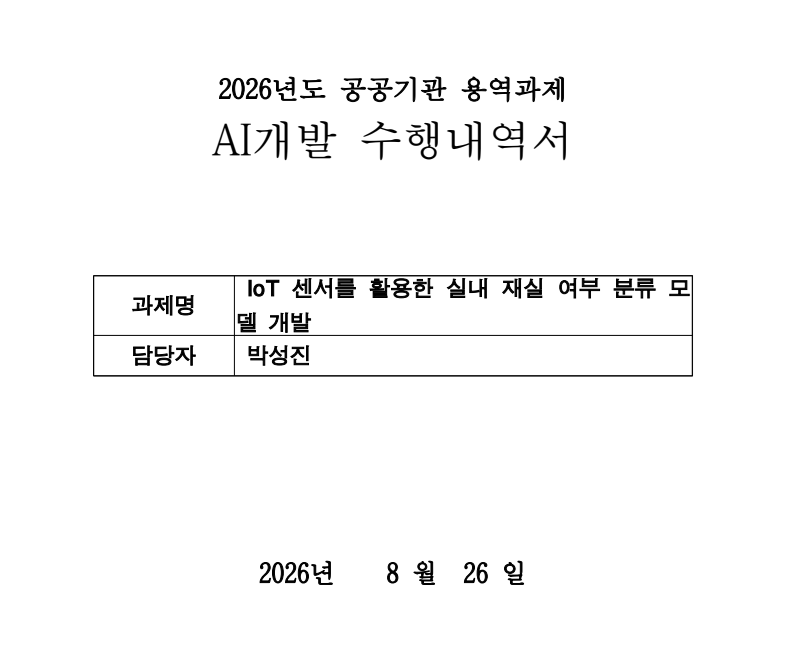 2026년도 공공기관 용역과제
AI개발 수행내역서
과제명
IoT 센서를 활용한 실내 재실 여부 분류 모
델 개발
담당자
박성진
2026년 8 월 26 일